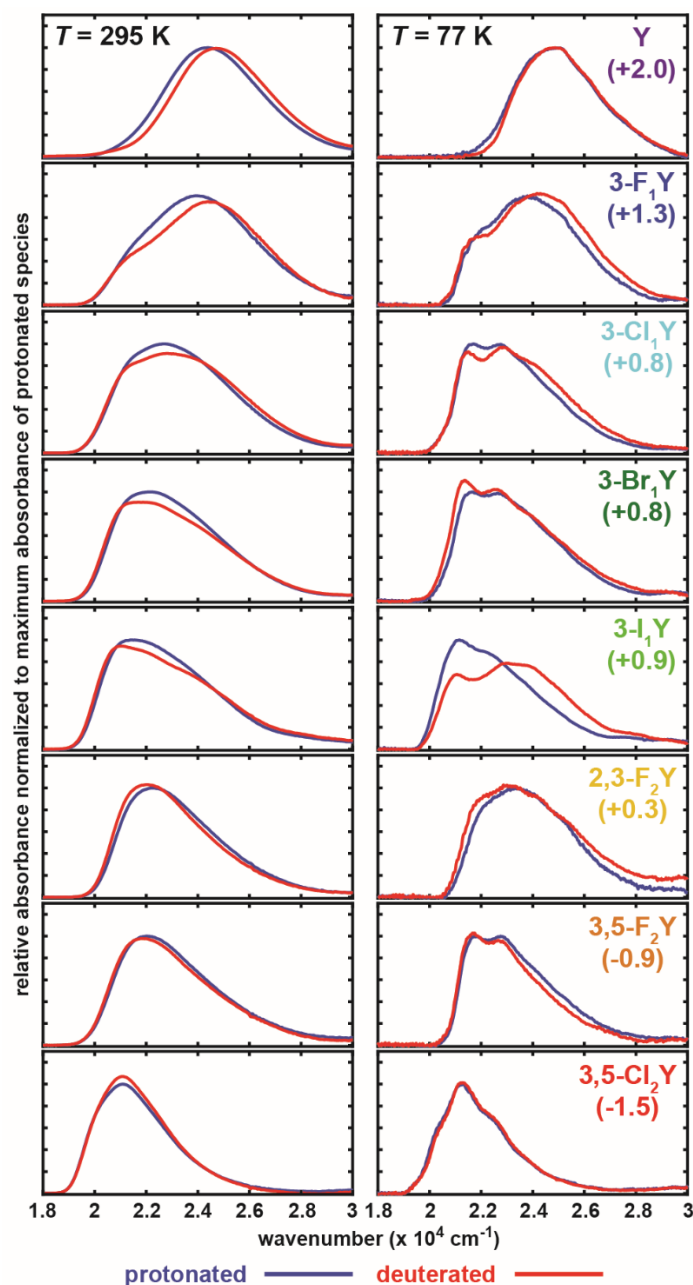 T = 295 K
T = 77 K
Y
(+2.0)
3-F₁Y
(+1.3)
3-Cl₁Y
(+0.8)
3-Br₁Y
(+0.8)
3-I₁Y
(+0.9)
2,3-F₂Y
(+0.3)
3,5-F₂Y
(-0.9)
3,5-Cl₂Y
(-1.5)
relative absorbance normalized to maximum abosorbance of protonated species
1.8 2 2.2 2.4 2.6 2.8 3
1.8 2 2.2 2.4 2.6 2.8 3
wavenumber (x 10⁴ cm⁻¹)
protonated deuterated